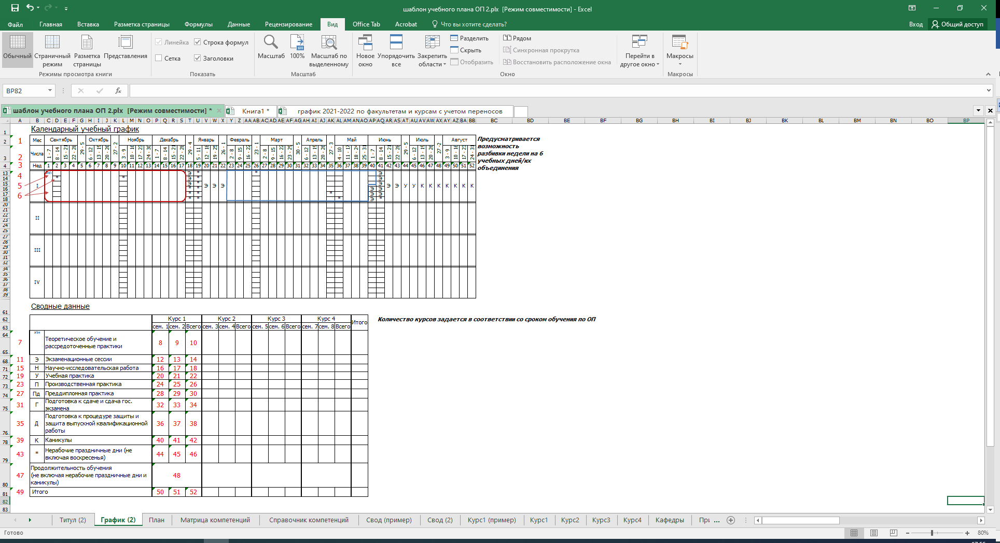 шаблон учебного плана ОП 2.plx  [Режим совместимости] - Excel
Файл Главная Вставка Разметка страницы Формулы Данные Рецензирование Вид Office Tab Acrobat Что вы хотите сделать? Вход Общий доступ
Обычный Страничный режим Разметка страницы Представления
Режимы просмотра книги
Линейка Строка формул
Сетка Заголовки
Показать
Масштаб 100% Масштаб по выделенному
Масштаб
Новое окно Упорядочить все Закрепить области
Разделить
Скрыть
Отобразить
Рядом
Синхронная прокрутка
Восстановить расположение окна
Перейти в другое окно
Окно
Макросы
Макросы
BP82 fx
шаблон учебного плана ОП 2.plx  [Режим совместимости] * Книга1 * график 2021-2022 по факультетам и курсам с учетом переносов
A B C D E F G H I J K L M N O P Q R S T U V W X Y Z AA AB AC AD AE AF AG AH AI AJ AK AL AM AN AO AP AQ AR AS AT AU AV AW AX AY AZ BA BB BC BD BE BF BG BH BI BJ BK BL BM BN BO BP
Календарный учебный график
1 Мес Сентябрь 29 - 5 Октябрь 27 - 2 Ноябрь Декабрь 29 - 4 Январь 26 - 1 Февраль 23 - 1 Март 30 - 5 Апрель 27 - 3 Май Июнь 29 - 5 Июль 27 -2 Август
2 Числа 1 - 7 8 - 14 15 - 21 22 - 28 6 - 12 13 - 19 20 - 26 3 - 9 10 - 16 17 - 23 24 - 30 1 - 7 8 - 14 15 - 21 22 - 28 5 - 11 12 - 18 19 - 25 2 - 8 9 - 15 16 - 22 2 - 8 9 - 15 16 - 22 23 - 29 6 - 12 13 - 19 20 - 26 4 - 10 11 - 17 18 - 24 25 - 31 1 - 7 8 - 14 15 - 21 22 - 28 6 - 12 13 - 19 20 - 26 3 - 9 10 - 16 17 - 23 24 - 31
3 Нед 1 2 3 4 5 6 7 8 9 10 11 12 13 14 15 16 17 18 19 20 21 22 23 24 25 26 27 28 29 30 31 32 33 34 35 36 37 38 39 40 41 42 43 44 45 46 47 48 49 50 51 52
Предусматривается
возможность
разбивки недели на 6
учебных дней/их
объединения
4 Э * * Э
* * Э * Э
Э * Э
5 I Э Э Э Э Э У У К К К К К К К
* * Э Э
6 * * * Э Э
* * * Э *
II
III
IV
Сводные данные
Курс 1 Курс 2 Курс 3 Курс 4 Итого
сем. 1 сем. 2 Всего сем. 3 сем. 4 Всего сем. 5 сем. 6 Всего сем. 7 сем. 8 Всего
Количество курсов задается в соответствии со сроком обучения по ОП
7 Теоретическое обучение и рассредоточенные практики 8 9 10
11 Э Экзаменационные сессии 12 13 14
15 Н Научно-исследовательская работа 16 17 18
19 У Учебная практика 20 21 22
23 П Производственная практика 24 25 26
27 Пд Преддипломная практика 28 29 30
31 Г Подготовка к сдаче и сдача гос. экзамена 32 33 34
35 Д Подготовка к процедуре защиты и защита выпускной квалификационной работы 36 37 38
39 К Каникулы 40 41 42
43 * Нерабочие праздничные дни (не включая воскресенья) 44 45 46
47 Продолжительность обучения (не включая нерабочие праздничные дни и каникулы) 48
49 Итого 50 51 52
Титул (2) График (2) План Матрица компетенций Справочник компетенций Свод (пример) Свод (2) Курс1 (пример) Курс1 Курс2 Курс3 Курс4 Кафедры При ...
Готово 80%